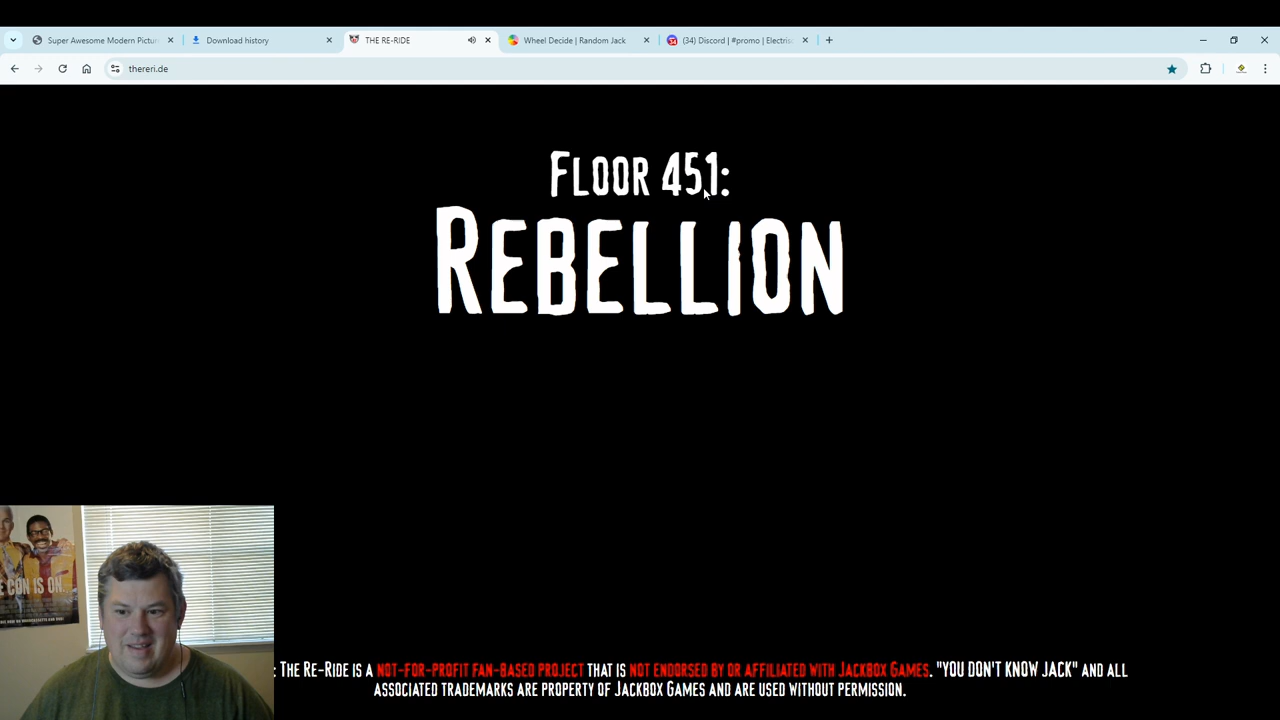 Super Awesome Modern Pictur
Download history
THE RE-RIDE
Wheel Decide | Random Jack
(34) Discord | #promo | Electris
thereri.de
FLOOR 451:
REBELLION
E CON IS ON.
: THE RE-RIDE IS A NOT-FOR-PROFIT FAN-BASED PROJECT THAT IS NOT ENDORSED BY OR AFFILIATED WITH JACKBOX GAMES. "YOU DON'T KNOW JACK" AND ALL
ASSOCIATED TRADEMARKS ARE PROPERTY OF JACKBOX GAMES AND ARE USED WITHOUT PERMISSION.